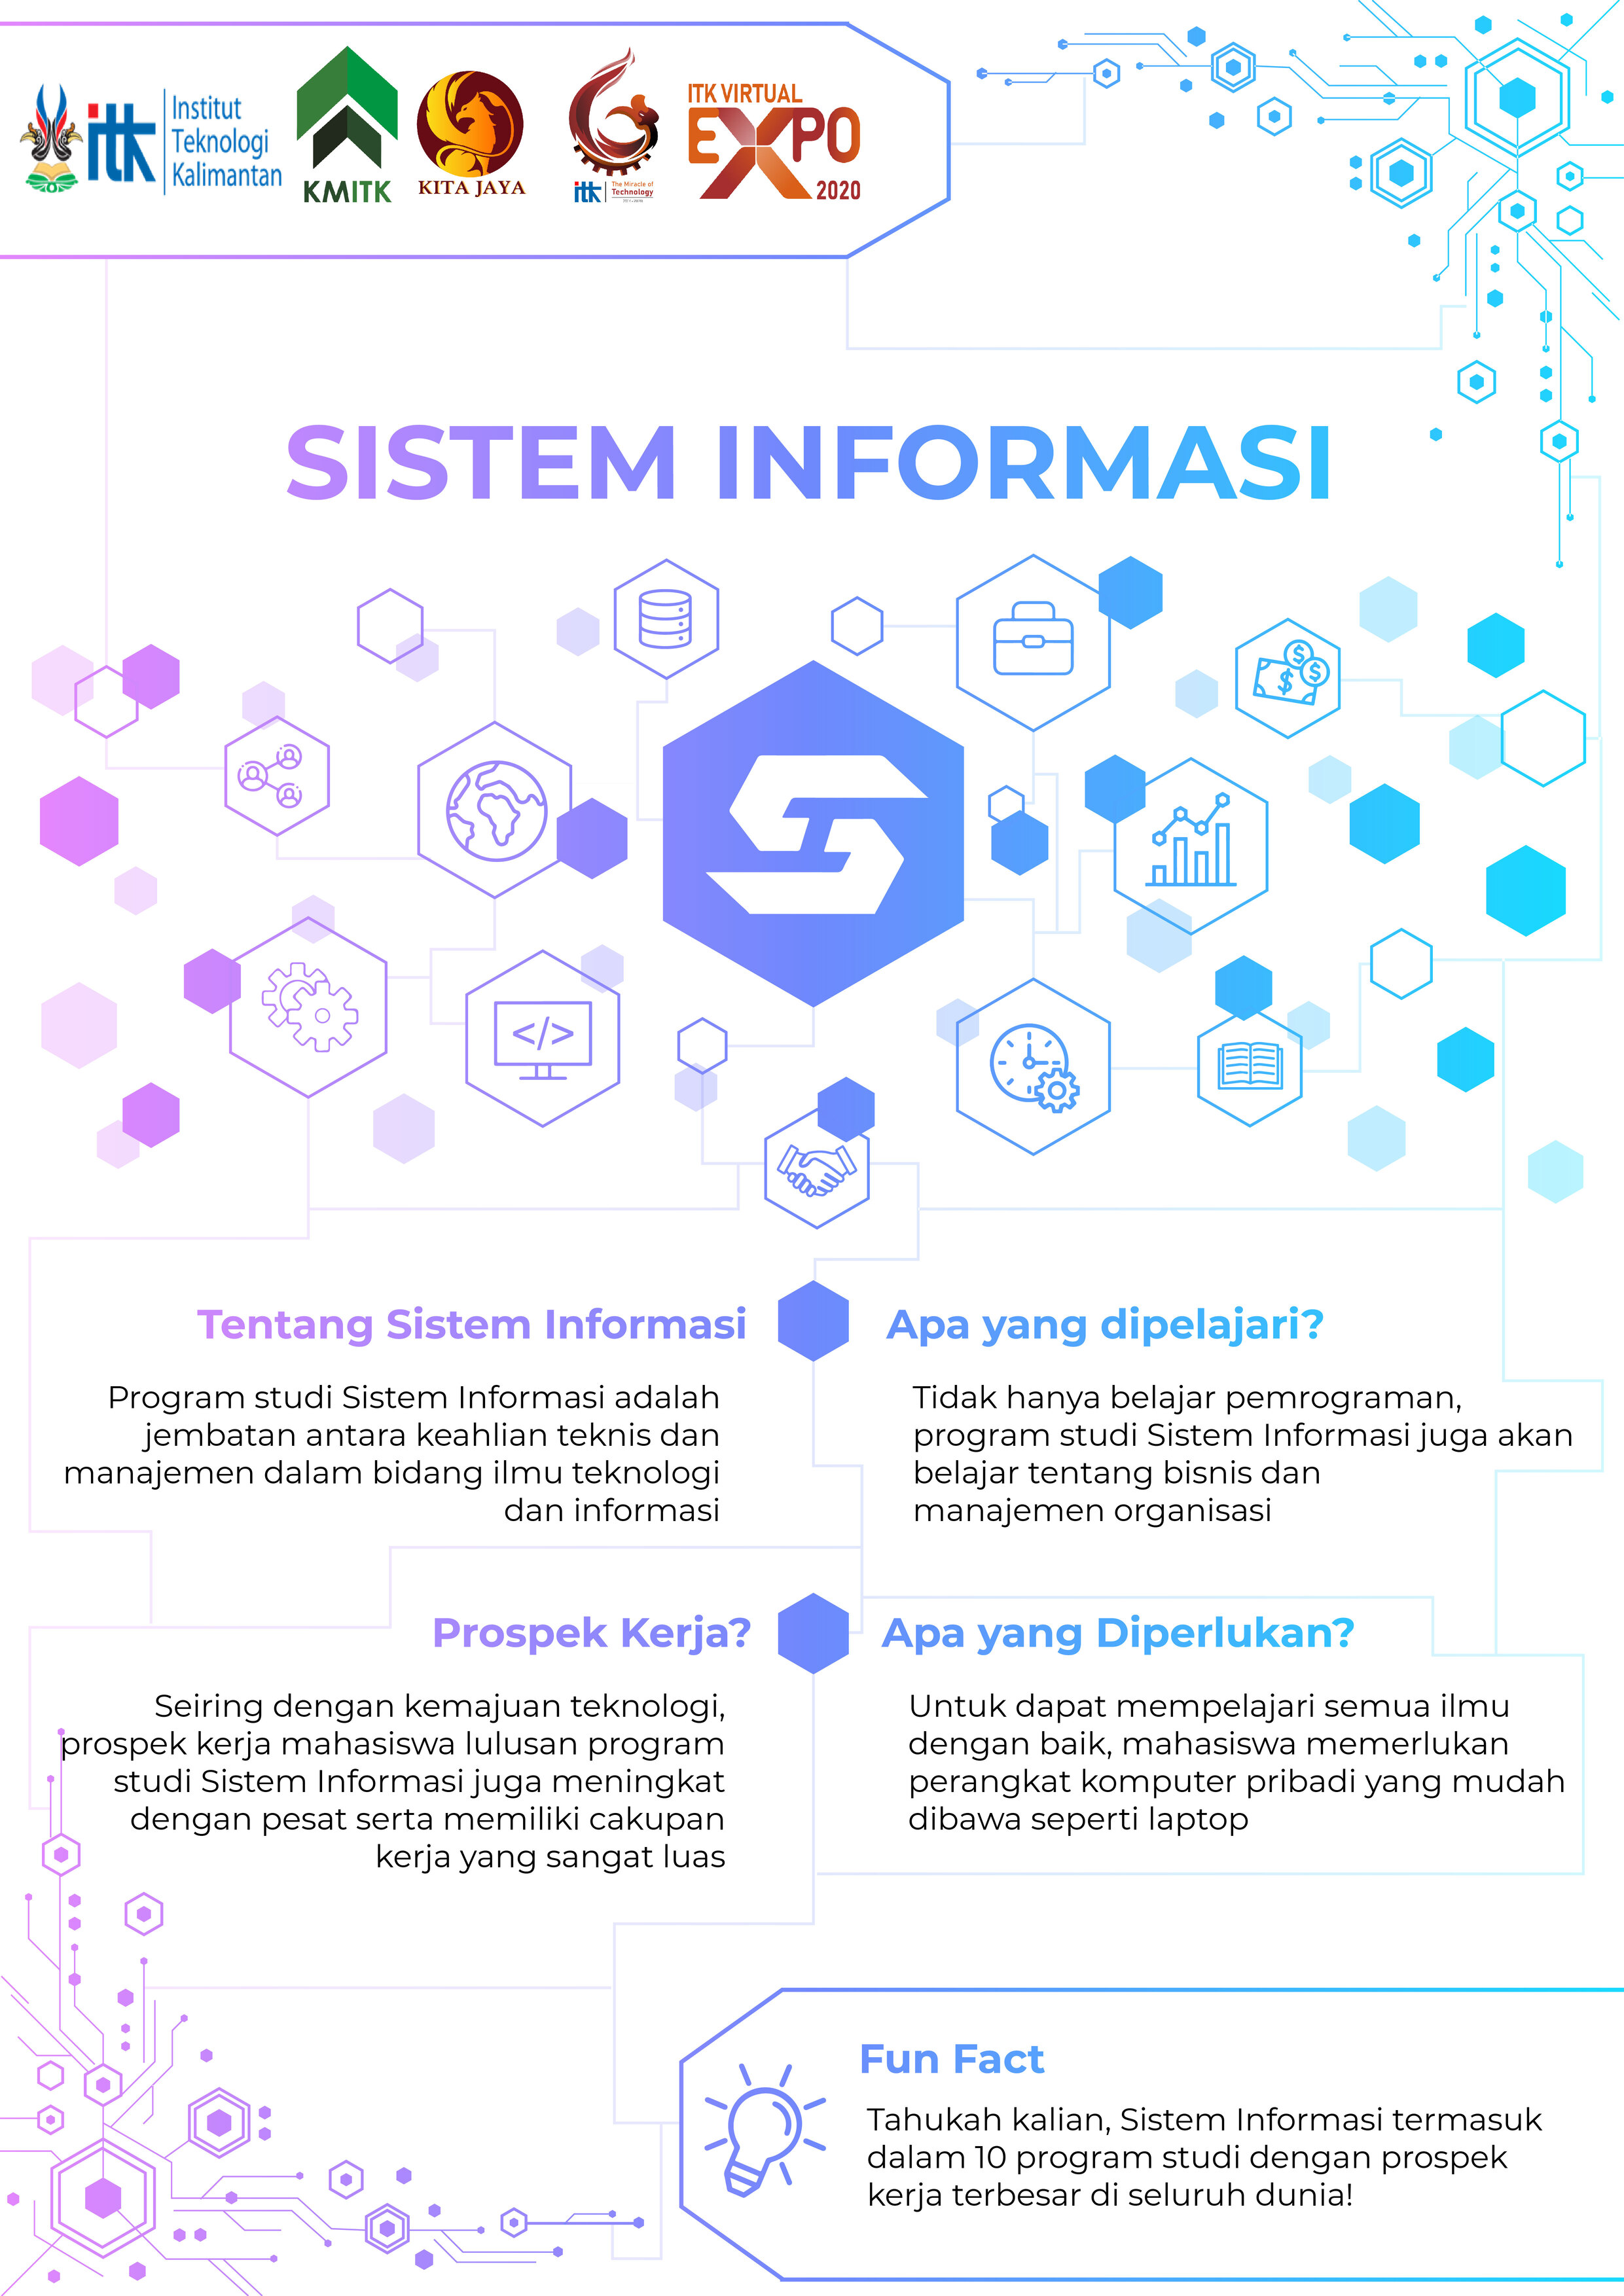 itk
Institut
Teknologi
Kalimantan
KMITK
KITA JAYA
itk
The Miracle of
Technology
ITK VIRTUAL
EXPO
2020
SISTEM INFORMASI
$
$
$
</>
Tentang Sistem Informasi
Program studi Sistem Informasi adalah
jembatan antara keahlian teknis dan
manajemen dalam bidang ilmu teknologi
dan informasi
Apa yang dipelajari?
Tidak hanya belajar pemrograman,
program studi Sistem Informasi juga akan
belajar tentang bisnis dan
manajemen organisasi
Prospek Kerja?
Seiring dengan kemajuan teknologi,
prospek kerja mahasiswa lulusan program
studi Sistem Informasi juga meningkat
dengan pesat serta memiliki cakupan
kerja yang sangat luas
Apa yang Diperlukan?
Untuk dapat mempelajari semua ilmu
dengan baik, mahasiswa memerlukan
perangkat komputer pribadi yang mudah
dibawa seperti laptop
Fun Fact
Tahukah kalian, Sistem Informasi termasuk
dalam 10 program studi dengan prospek
kerja terbesar di seluruh dunia!